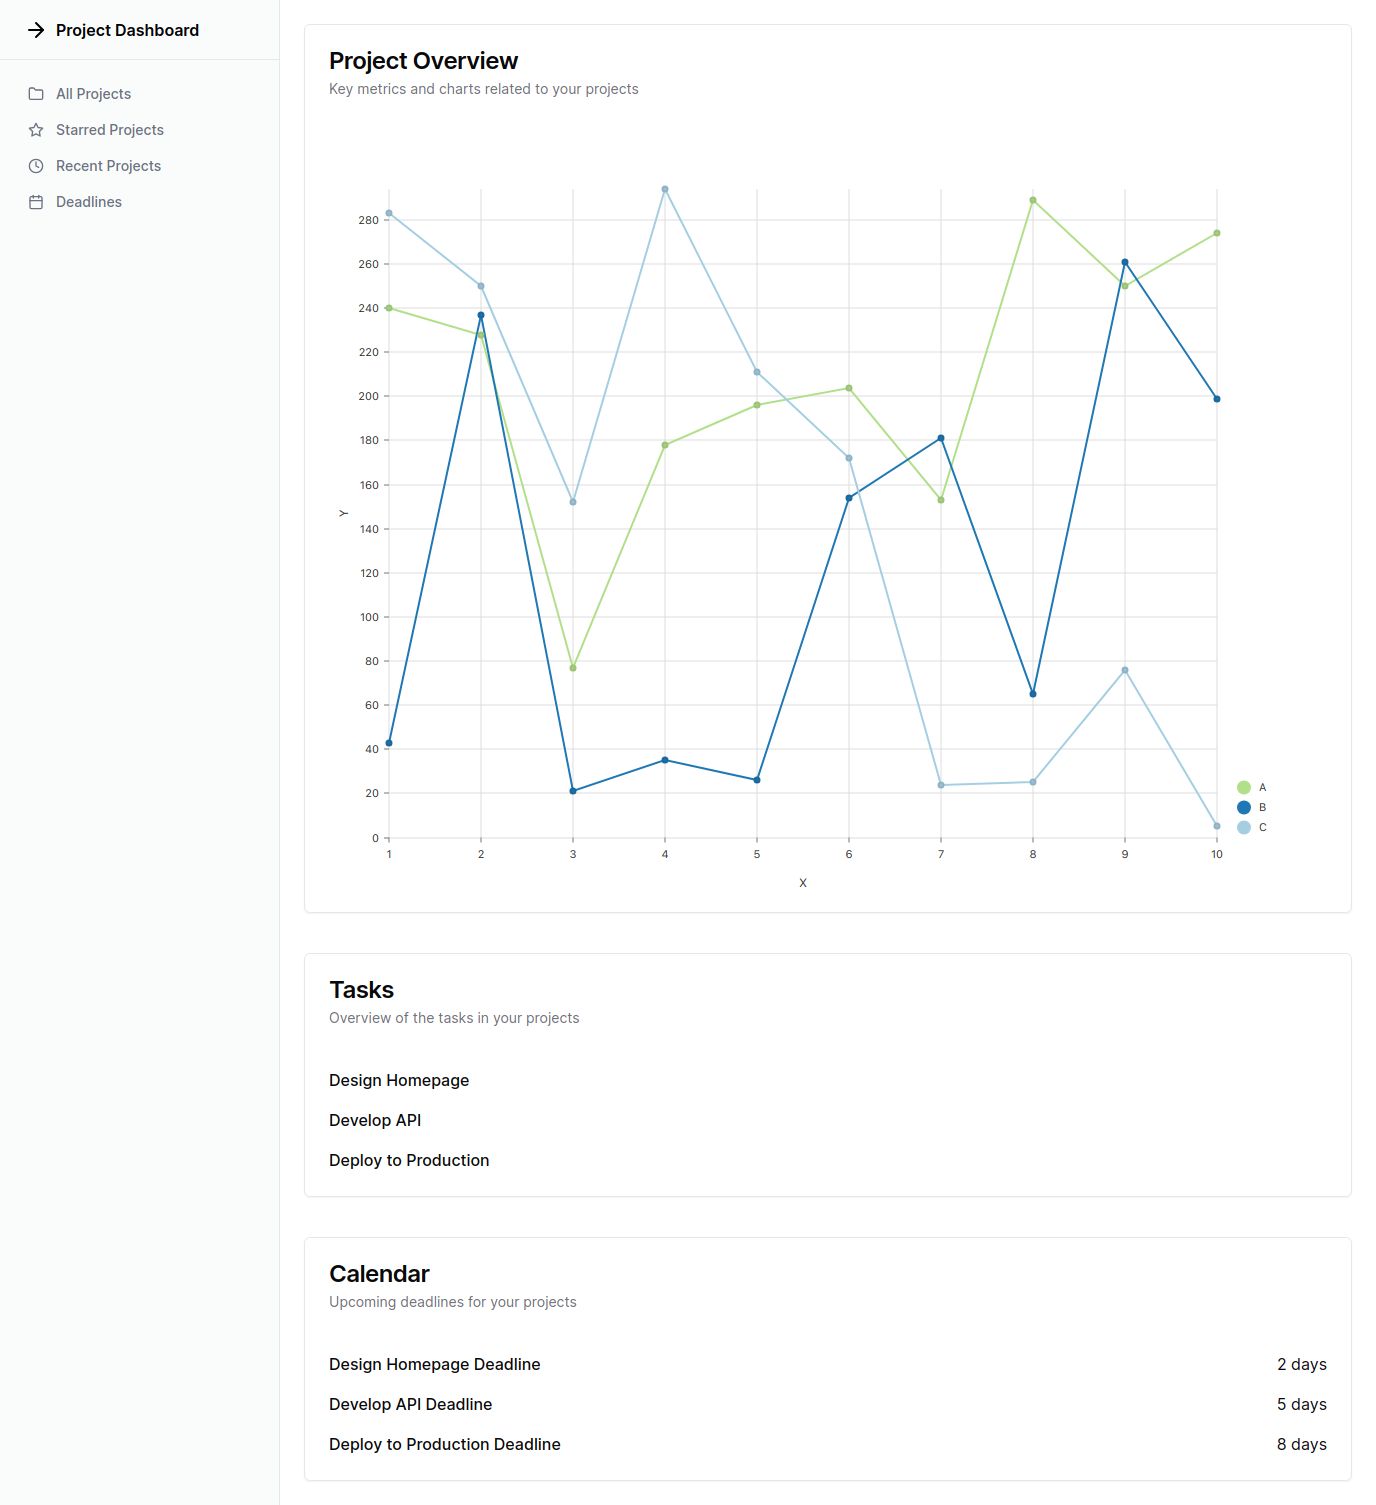 Project Dashboard
All Projects
Starred Projects
Recent Projects
Deadlines
Project Overview
Key metrics and charts related to your projects
280
260
240
220
200
180
160
140
120
100
80
60
40
20
0
Y
1 2 3 4 5 6 7 8 9 10
X
A
B
C
Tasks
Overview of the tasks in your projects
Design Homepage
Develop API
Deploy to Production
Calendar
Upcoming deadlines for your projects
Design Homepage Deadline 2 days
Develop API Deadline 5 days
Deploy to Production Deadline 8 days